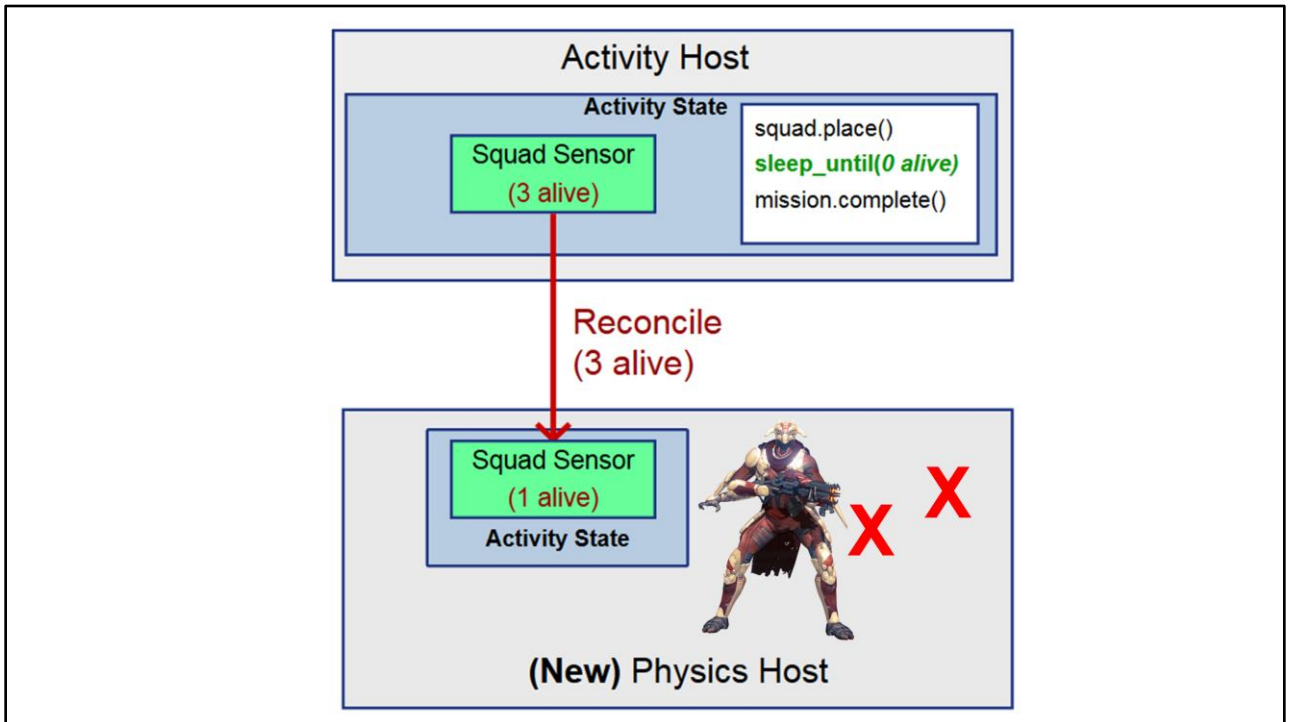 Activity Host
Activity State
Squad Sensor
(3 alive)
squad.place()
sleep_until(0 alive)
mission.complete()
Reconcile
(3 alive)
Squad Sensor
(1 alive)
Activity State
X
X
(New) Physics Host